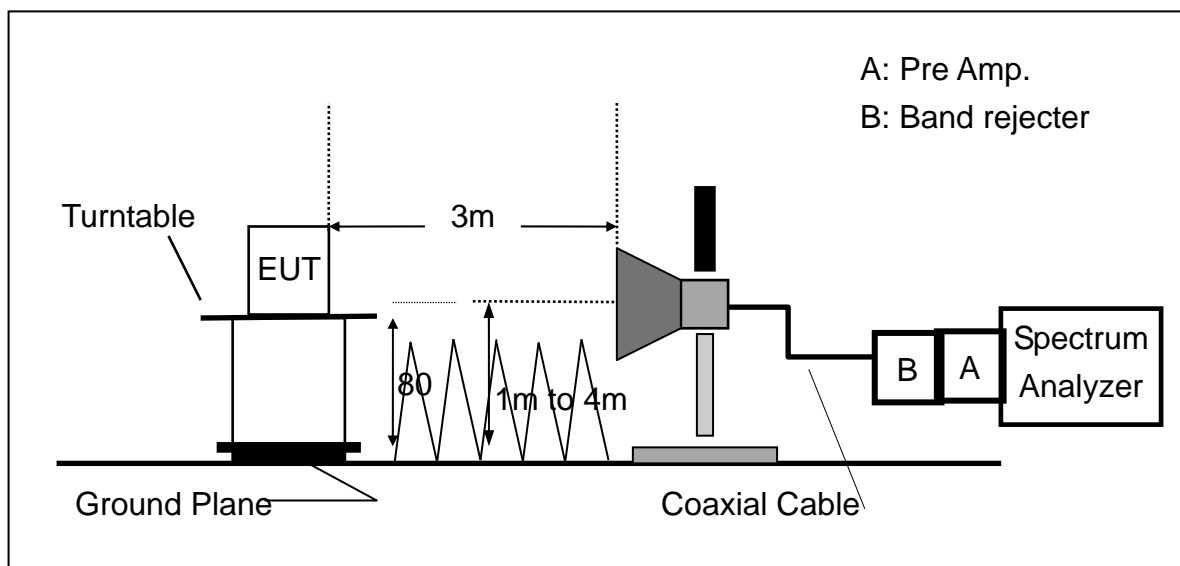 A: Pre Amp.
B: Band rejecter
Turntable
3m
EUT
80
1m to 4m
B
A
Spectrum
Analyzer
Ground Plane
Coaxial Cable